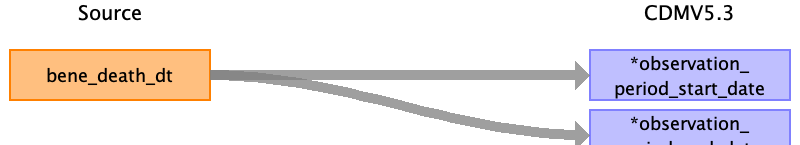 Source
CDMV5.3
bene_death_dt
*observation_
period_start_date
*observation_